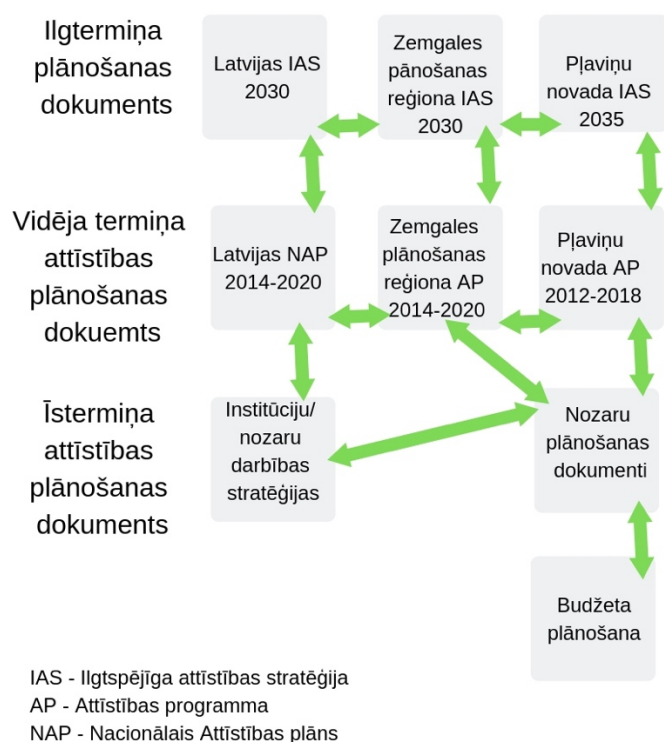 Ilgtermiņa
plānošanas
dokuments
Latvijas IAS
2030
Zemgales
pānošanas
reģiona IAS
2030
Pļaviņu
novada IAS
2035
Vidēja termiņa
attīstības
plānošanas
dokuemts
Latvijas NAP
2014-2020
Zemgales
plānošanas
reģiona AP
2014-2020
Pļaviņu
novada AP
2012-2018
Īstermiņa
attīstības
plānošanas
dokuments
Institūciju/
nozaru
darbības
stratēģijas
Nozaru
plānošanas
dokumenti
Budžeta
plānošana
IAS - Ilgtspējīga attīstības stratēģija
AP - Attīstības programma
NAP - Nacionālais Attīstības plāns